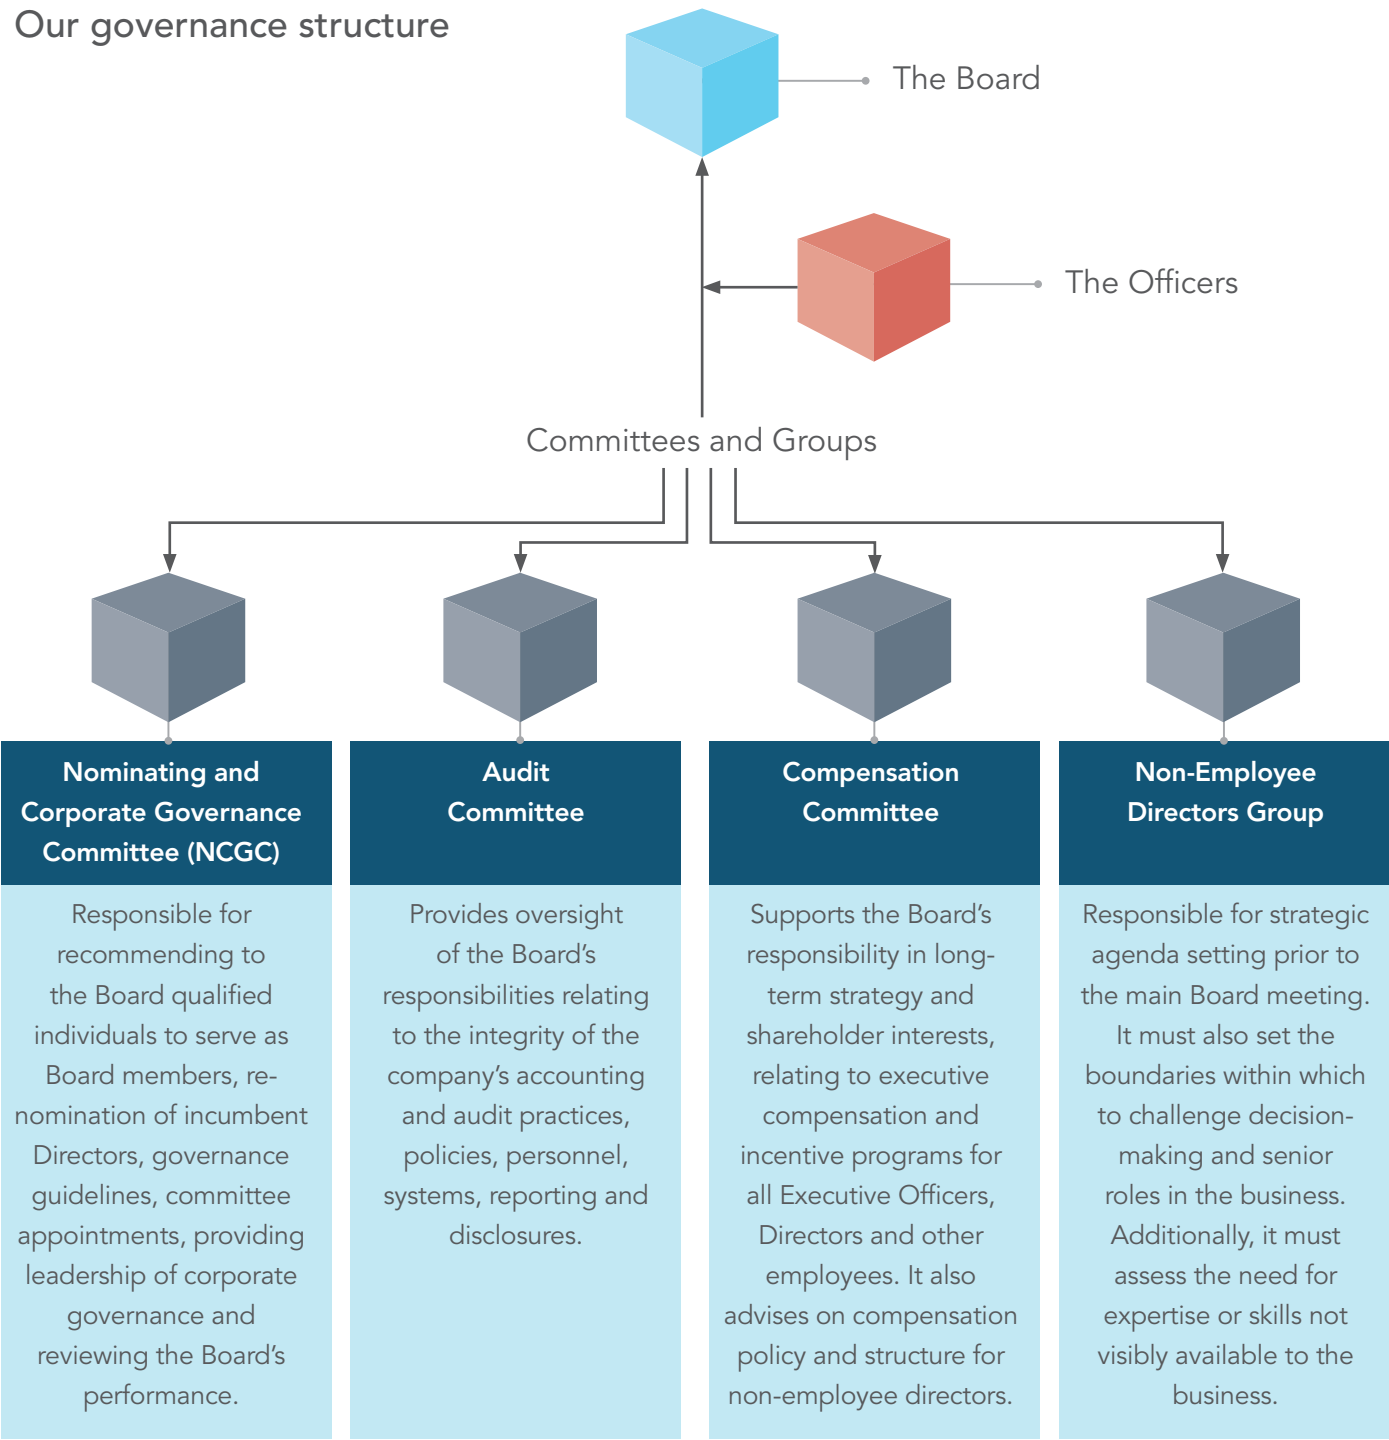 Our governance structure
The Board
The Officers
Committees and Groups
Nominating and
Corporate Governance
Committee (NCGC)
Responsible for
recommending to
the Board qualified
individuals to serve as
Board members, re-
nomination of incumbent
Directors, governance
guidelines, committee
appointments, providing
leadership of corporate
governance and
reviewing the Board’s
performance.
Audit
Committee
Provides oversight
of the Board’s
responsibilities relating
to the integrity of the
company’s accounting
and audit practices,
policies, personnel,
systems, reporting and
disclosures.
Compensation
Committee
Supports the Board’s
responsibility in long-
term strategy and
shareholder interests,
relating to executive
compensation and
incentive programs for
all Executive Officers,
Directors and other
employees. It also
advises on compensation
policy and structure for
non-employee directors.
Non-Employee
Directors Group
Responsible for strategic
agenda setting prior to
the main Board meeting.
It must also set the
boundaries within which
to challenge decision-
making and senior
roles in the business.
Additionally, it must
assess the need for
expertise or skills not
visibly available to the
business.